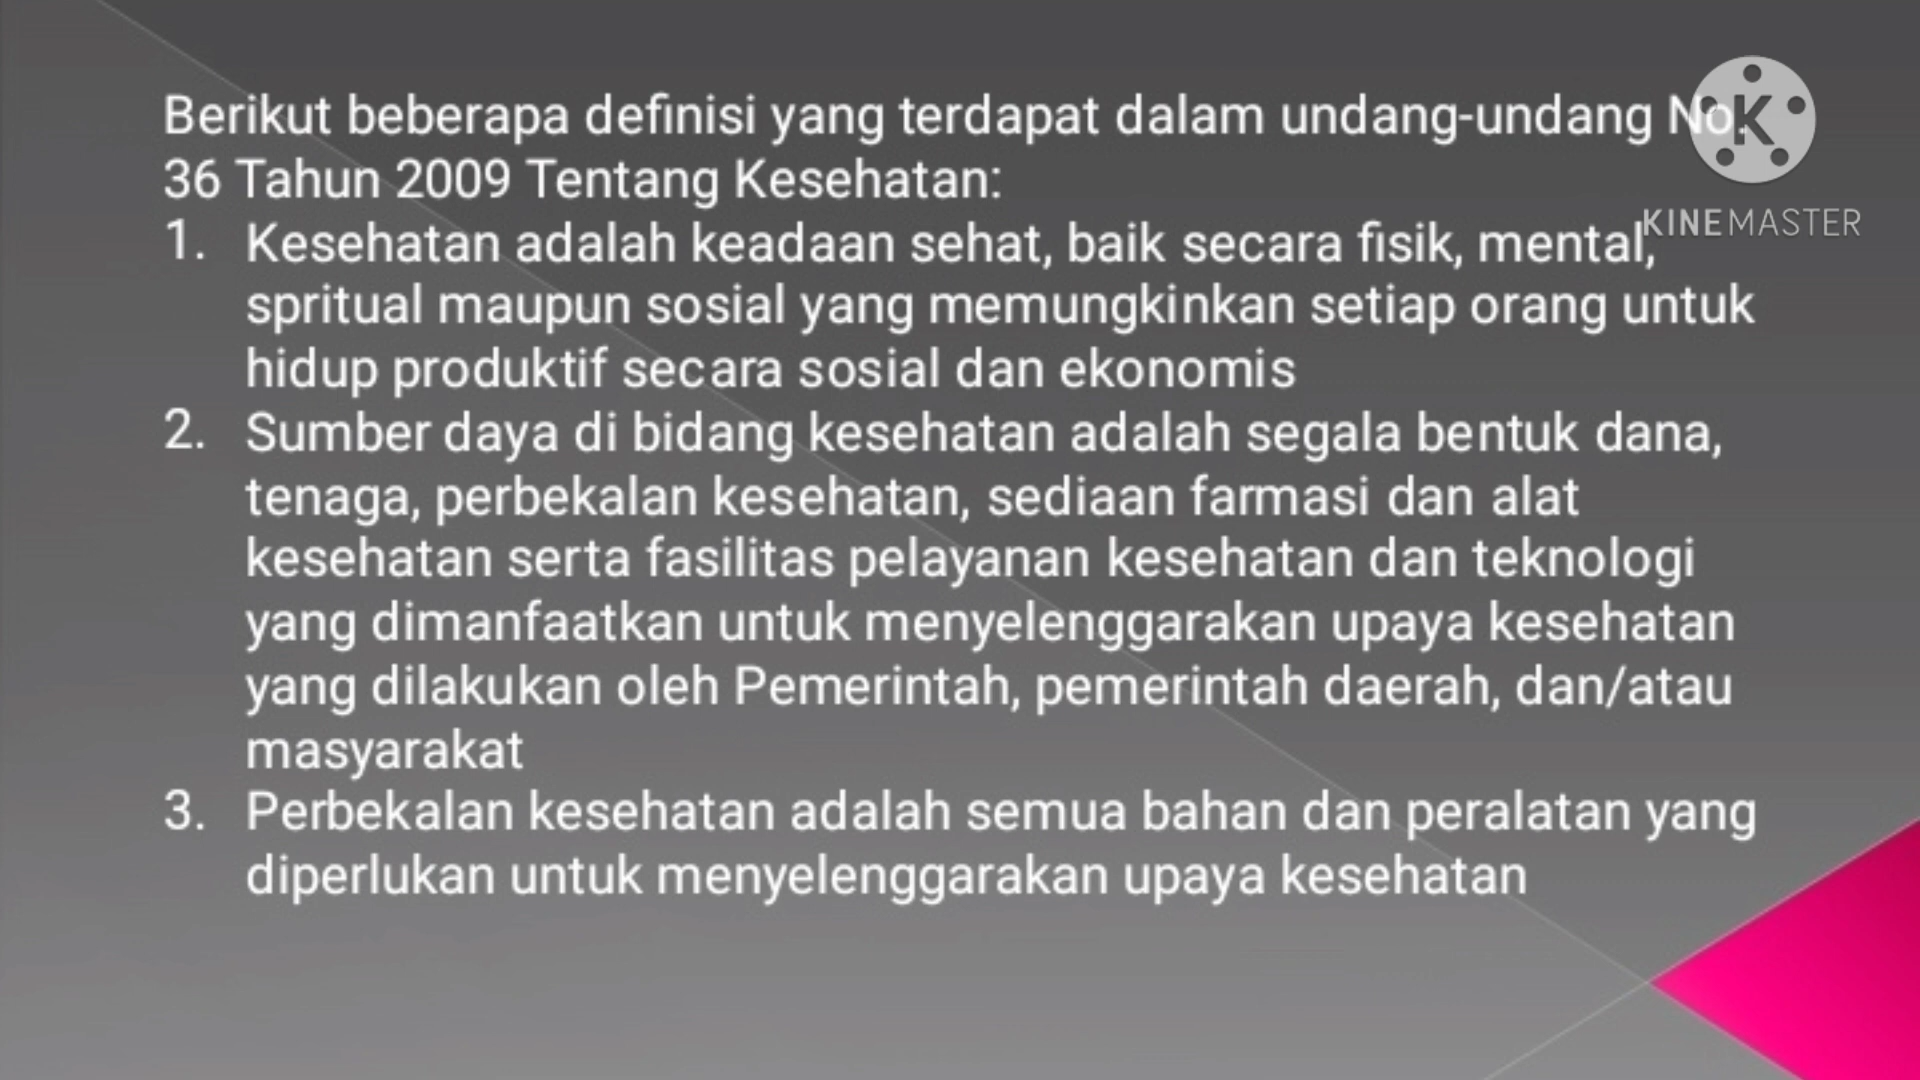 Berikut beberapa definisi yang terdapat dalam undang-undang No.
36 Tahun 2009 Tentang Kesehatan:
1. Kesehatan adalah keadaan sehat, baik secara fisik, mental,
spritual maupun sosial yang memungkinkan setiap orang untuk
hidup produktif secara sosial dan ekonomis
2. Sumber daya di bidang kesehatan adalah segala bentuk dana,
tenaga, perbekalan kesehatan, sediaan farmasi dan alat
kesehatan serta fasilitas pelayanan kesehatan dan teknologi
yang dimanfaatkan untuk menyelenggarakan upaya kesehatan
yang dilakukan oleh Pemerintah, pemerintah daerah, dan/atau
masyarakat
3. Perbekalan kesehatan adalah semua bahan dan peralatan yang
diperlukan untuk menyelenggarakan upaya kesehatan
K
KINEMASTER